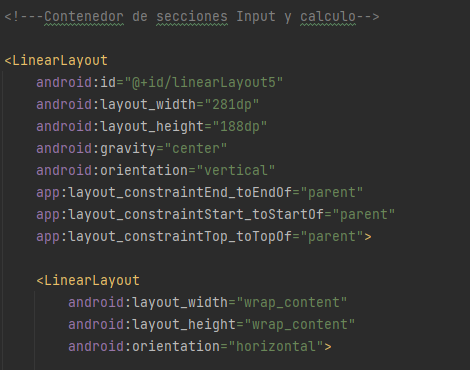 <!---Contenedor de secciones Input y calculo-->
<LinearLayout
android:id="@+id/linearLayout5"
android:layout_width="281dp"
android:layout_height="188dp"
android:gravity="center"
android:orientation="vertical"
app:layout_constraintEnd_toEndOf="parent"
app:layout_constraintStart_toStartOf="parent"
app:layout_constraintTop_toTopOf="parent">
<LinearLayout
android:layout_width="wrap_content"
android:layout_height="wrap_content"
android:orientation="horizontal">